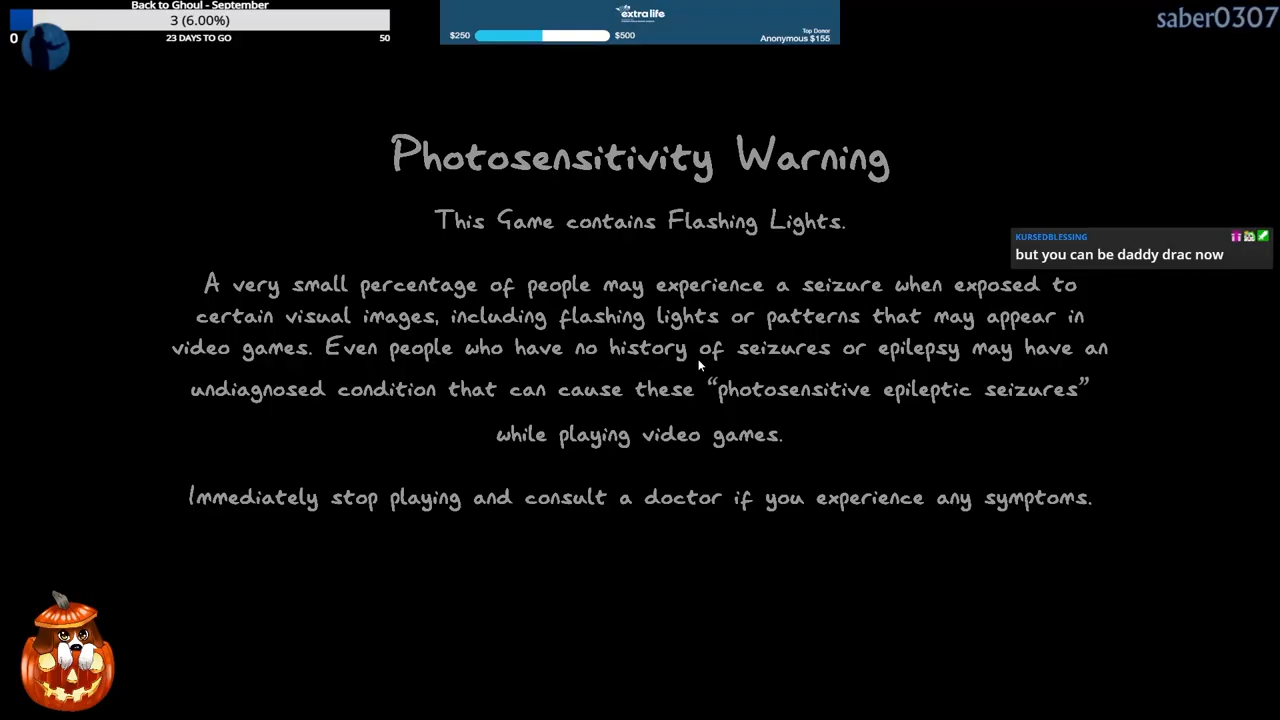 Back to Ghoul - September
3 (6.00%)
0 23 DAYS TO GO 50
extralife
$250 $500
Top Donor
Anonymous $155
saber0307
Photosensitivity Warning
This Game contains Flashing Lights.
KURSEDBLESSING
but you can be daddy drac now
A very small percentage of people may experience a seizure when exposed to
certain visual images, including flashing lights or patterns that may appear in
video games. Even people who have no history of seizures or epilepsy may have an
undiagnosed condition that can cause these “photosensitive epileptic seizures”
while playing video games.
Immediately stop playing and consult a doctor if you experience any symptoms.